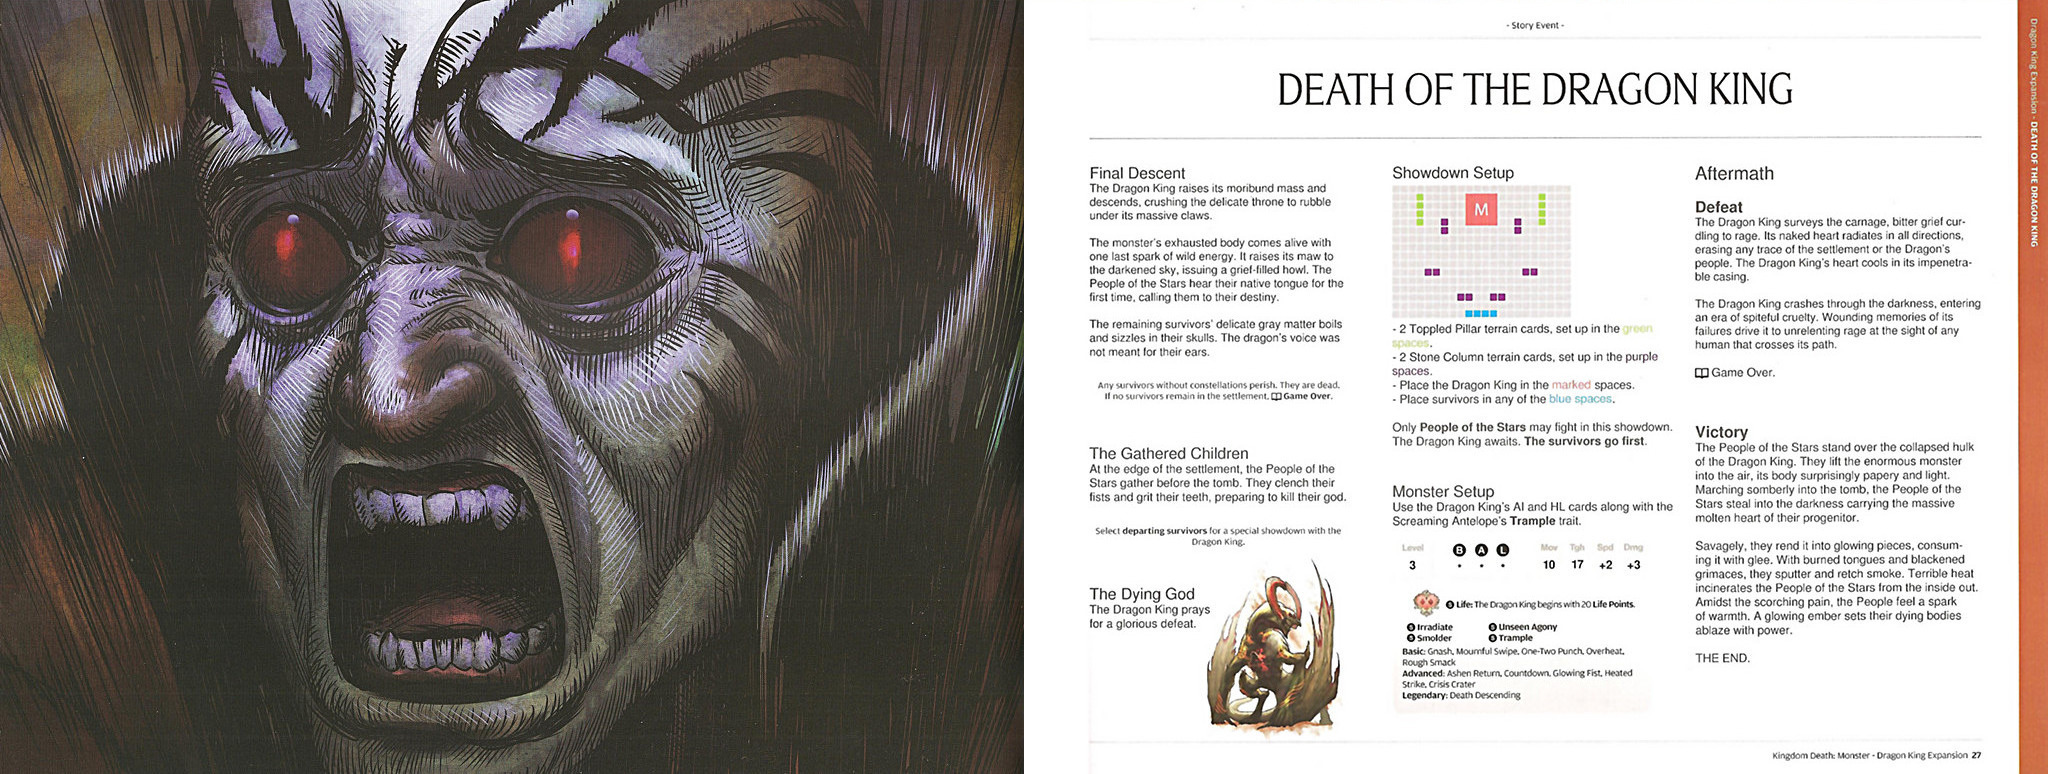 - Story Event -
DEATH OF THE DRAGON KING
Final Descent
The Dragon King raises its moribund mass and
descends, crushing the delicate throne to rubble
under its massive claws.
The monster's exhausted body comes alive with
one last spark of wild energy. It raises its maw to
the darkened sky, issuing a grief-filled howl. The
People of the Stars hear their native tongue for the
first time, calling them to their destiny.
The remaining survivors' delicate gray matter boils
and sizzles in their skulls. The dragon's voice was
not meant for their ears.
Any survivors without constellations perish. They are dead.
If no survivors remain in the settlement, Game Over.
The Gathered Children
At the edge of the settlement, the People of the
Stars gather before the tomb. They clench their
fists and grit their teeth, preparing to kill their god.
Select departing survivors for a special showdown with the
Dragon King.
The Dying God
The Dragon King prays
for a glorious defeat.
Showdown Setup
M
- 2 Toppled Pillar terrain cards, set up in the green
spaces.
- 2 Stone Column terrain cards, set up in the purple
spaces.
- Place the Dragon King in the marked spaces.
- Place survivors in any of the blue spaces.
Only People of the Stars may fight in this showdown.
The Dragon King awaits. The survivors go first.
Monster Setup
Use the Dragon King's AI and HL cards along with the
Screaming Antelope's Trample trait.
Level B A L Mov Tgh Spd Dmg
3 - - - 10 17 +2 +3
S Life: The Dragon King begins with 20 Life Points.
S Irradiate S Unseen Agony
S Smolder S Trample
Basic: Gnash, Mournful Swipe, One-Two Punch, Overheat,
Rough Smack
Advanced: Ashen Return, Countdown, Glowing Fist, Heated
Strike, Crisis Crater
Legendary: Death Descending
Aftermath
Defeat
The Dragon King surveys the carnage, bitter grief cur-
dling to rage. Its naked heart radiates in all directions,
erasing any trace of the settlement or the Dragon's
people. The Dragon King's heart cools in its impenetra-
ble casing.
The Dragon King crashes through the darkness, entering
an era of spiteful cruelty. Wounding memories of its
failures drive it to unrelenting rage at the sight of any
human that crosses its path.
Game Over.
Victory
The People of the Stars stand over the collapsed hulk
of the Dragon King. They lift the enormous monster
into the air, its body surprisingly papery and light.
Marching somberly into the tomb, the People of the
Stars steal into the darkness carrying the massive
molten heart of their progenitor.
Savagely, they rend it into glowing pieces, consum-
ing it with glee. With burned tongues and blackened
grimaces, they sputter and retch smoke. Terrible heat
incinerates the People of the Stars from the inside out.
Amidst the scorching pain, the People feel a spark
of warmth. A glowing ember sets their dying bodies
ablaze with power.
THE END.
Kingdom Death: Monster - Dragon King Expansion 27
Dragon King Expansion - DEATH OF THE DRAGON KING